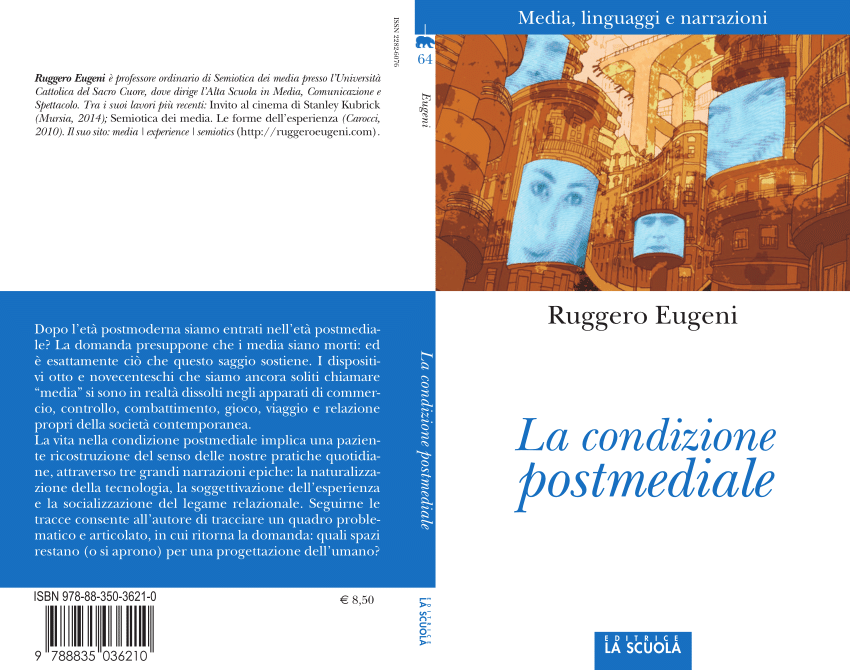 Ruggero Eugeni è professore ordinario di Semiotica dei media presso l'Università
Cattolica del Sacro Cuore, dove dirige l'Alta Scuola in Media, Comunicazione e
Spettacolo. Tra i suoi lavori più recenti: Invito al cinema di Stanley Kubrick
(Mursia, 2014); Semiotica dei media. Le forme dell'esperienza (Carocci,
2010). Il suo sito: media | experience | semiotics (http://ruggeroeugeni.com).
Dopo l'età postmoderna siamo entrati nell'età postmedia-
le? La domanda presuppone che i media siano morti: ed
è esattamente ciò che questo saggio sostiene. I dispositi-
vi otto e novecenteschi che siamo ancora soliti chiamare
“media” si sono in realtà dissolti negli apparati di commer-
cio, controllo, combattimento, gioco, viaggio e relazione
propri della società contemporanea.
La vita nella condizione postmediale implica una pazien-
te ricostruzione del senso delle nostre pratiche quotidia-
ne, attraverso tre grandi narrazioni epiche: la naturalizza-
zione della tecnologia, la soggettivazione dell'esperienza
e la socializzazione del legame relazionale. Seguirne le
tracce consente all'autore di tracciare un quadro proble-
matico e articolato, in cui ritorna la domanda: quali spazi
restano (o si aprono) per una progettazione dell'umano?
ISBN 978-88-350-3621-0
9 788835 036210
€ 8,50
ISSN 2282-6076
64
Eugeni
La condizione postmediale
EDITRICE
LA SCUOLA
Media, linguaggi e narrazioni
Ruggero Eugeni
La condizione
postmediale
EDITRICE
LA SCUOLA